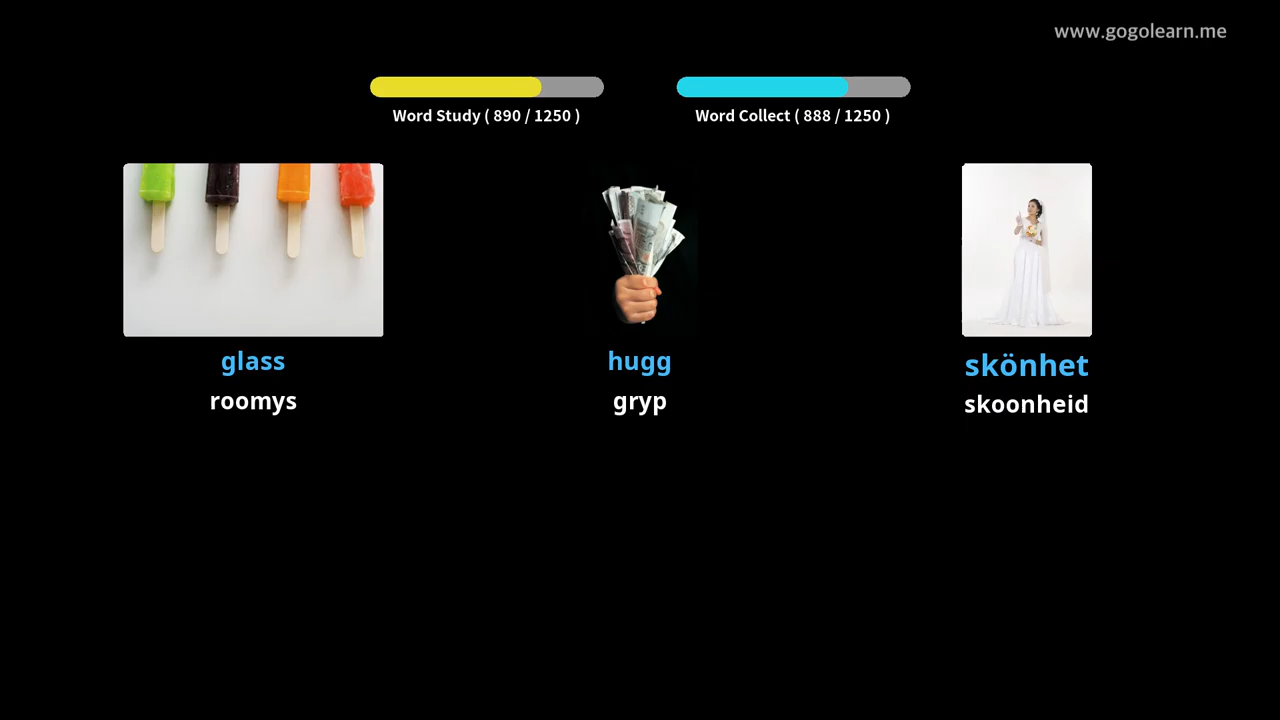 www.gogolearn.me
Word Study ( 890 / 1250 )
Word Collect ( 888 / 1250 )
glass
roomys
hugg
gryp
skönhet
skoonheid